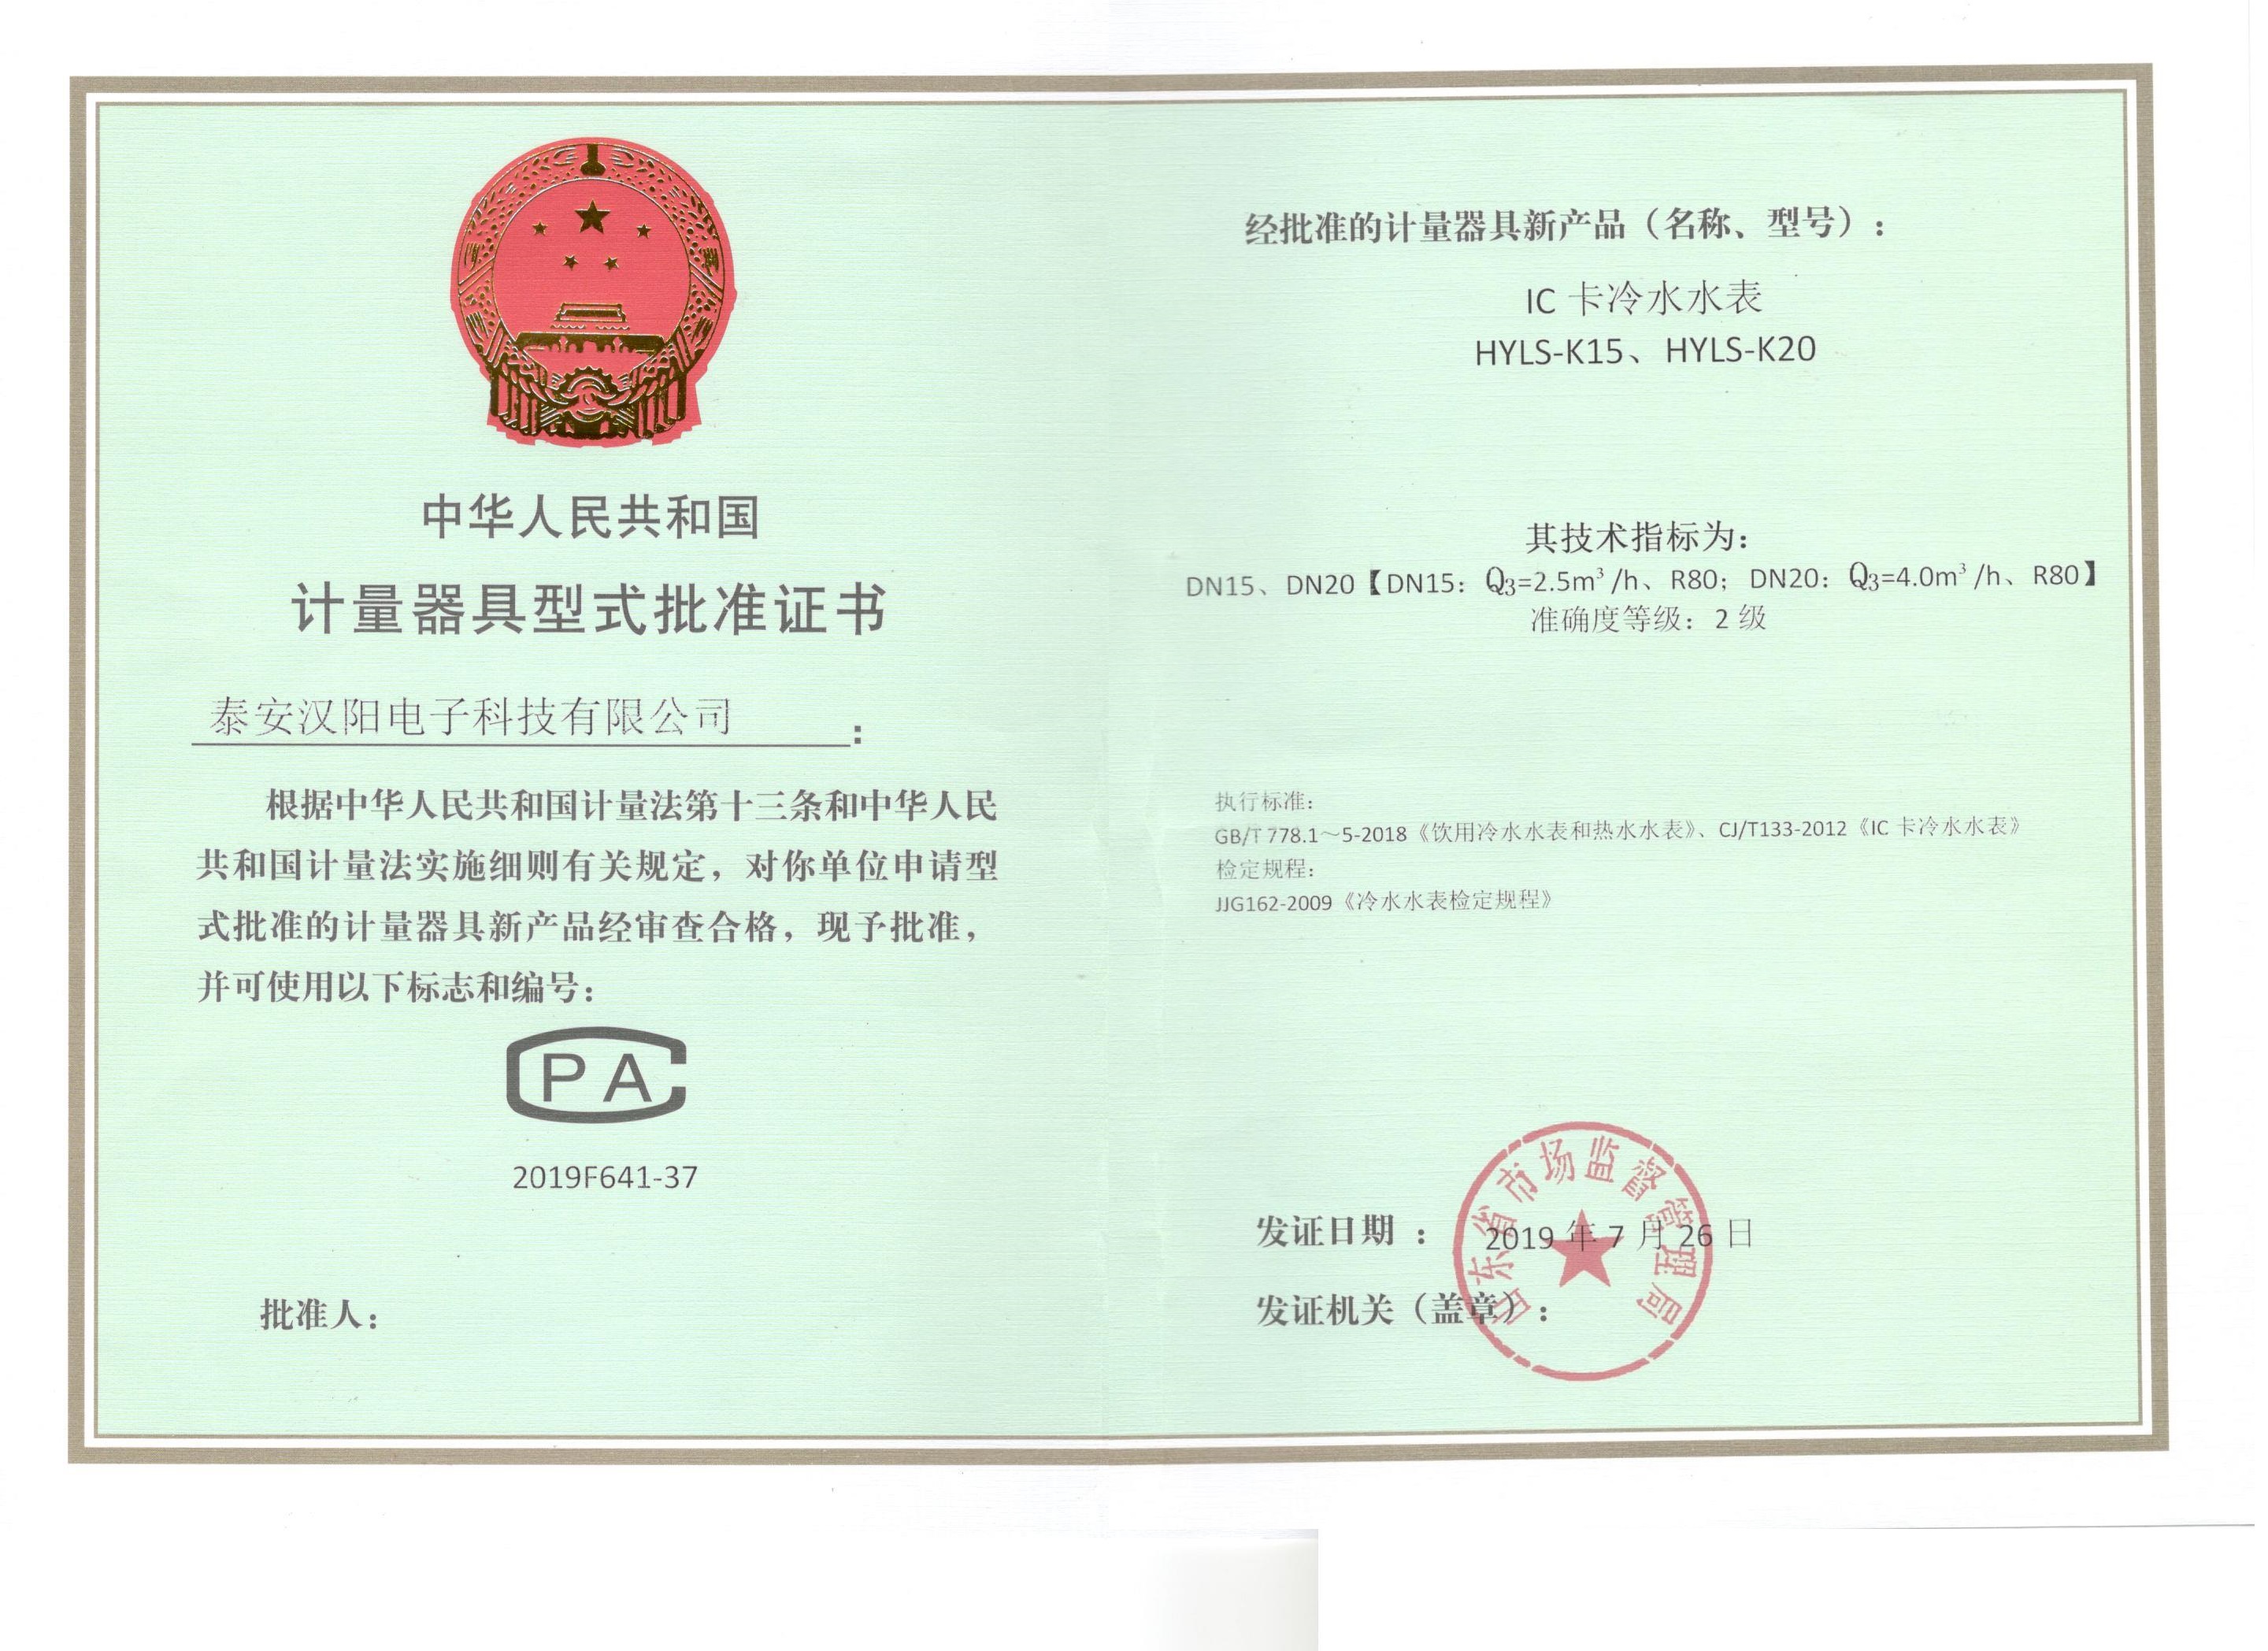 中华人民共和国
计量器具型式批准证书
泰安汉阳电子科技有限公司：
根据中华人民共和国计量法第十三条和中华人民
共和国计量法实施细则有关规定，对你单位申请型
式批准的计量器具新产品经审查合格，现予批准，
并可使用以下标志和编号：
PA
2019F641-37
批准人：
经批准的计量器具新产品（名称、型号）：
IC 卡冷水水表
HYLS-K15、HYLS-K20
其技术指标为：
DN15、DN20【DN15：Q₃=2.5m³/h、R80；DN20：Q₃=4.0m³/h、R80】
准确度等级：2 级
执行标准：
GB/T 778.1～5-2018《饮用冷水水表和热水水表》、CJ/T133-2012《IC 卡冷水水表》
检定规程：
JJG162-2009《冷水水表检定规程》
发证日期 ： 2019 年 7 月 26 日
发证机关（盖章）：
山东省市场监督管理局